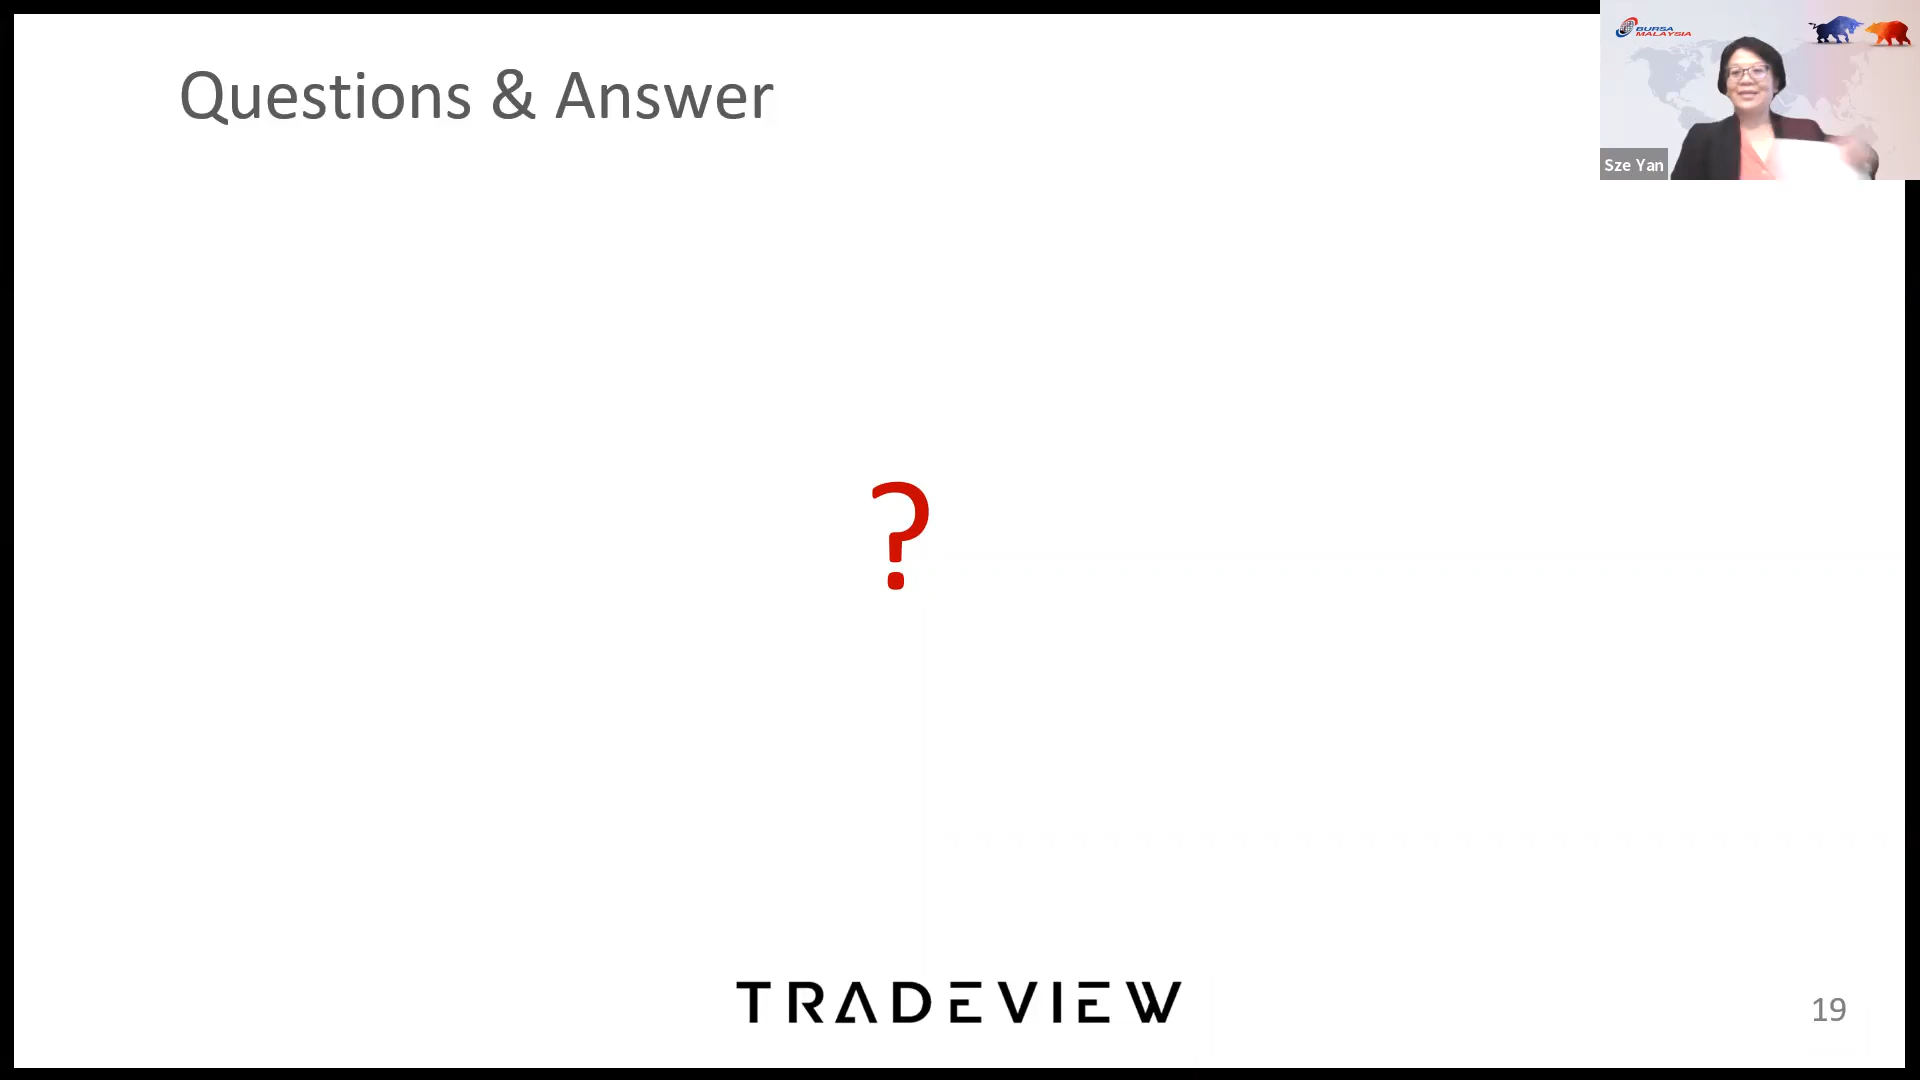 Questions & Answer
BURSA
MALAYSIA
Sze Yan
?
TRADEVIEW
19